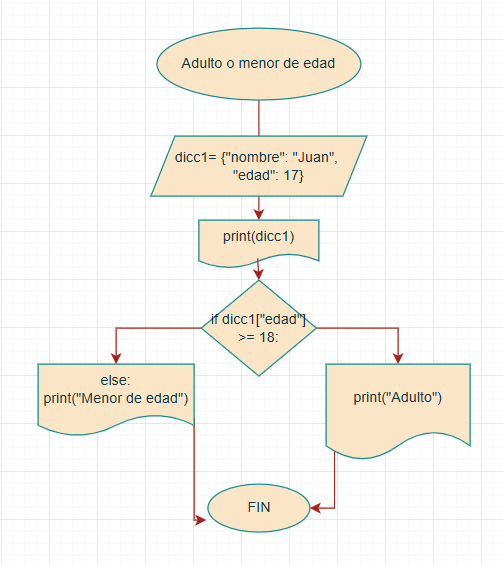 Adulto o menor de edad
dicc1= {"nombre": "Juan",
"edad": 17}
print(dicc1)
if dicc1["edad"]
>= 18:
else:
print("Menor de edad")
print("Adulto")
FIN